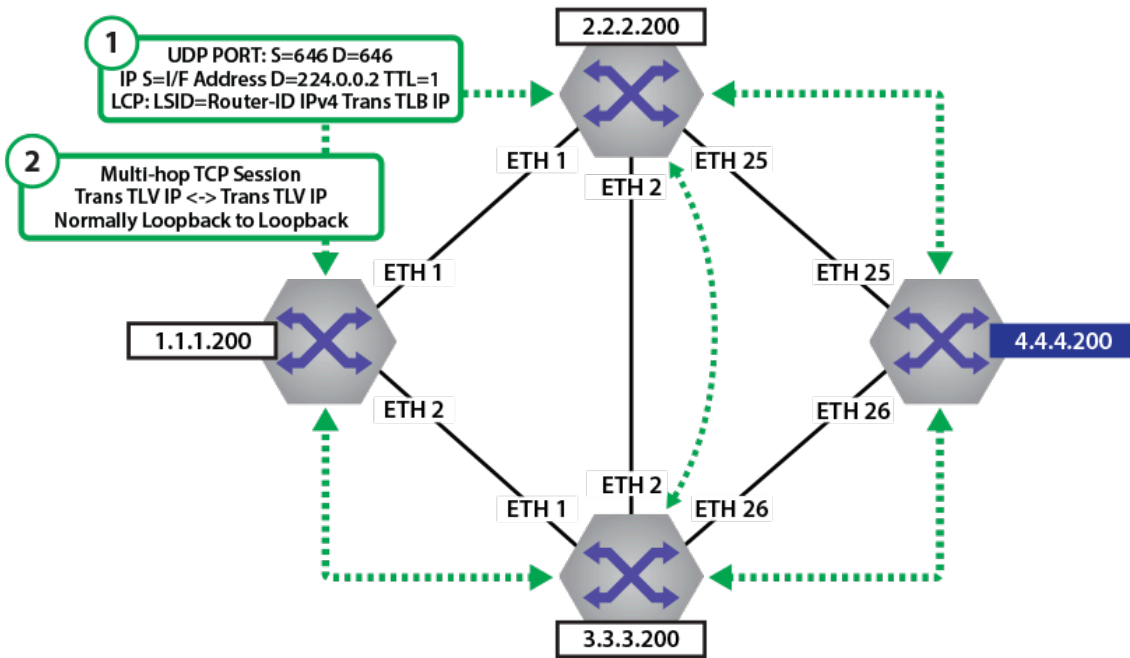 2.2.2.200
1
UDP PORT: S=646 D=646
IP S=I/F Address D=224.0.0.2 TTL=1
LCP: LSID=Router-ID IPv4 Trans TLB IP
2
Multi-hop TCP Session
Trans TLV IP <-> Trans TLV IP
Normally Loopback to Loopback
ETH 1
ETH 25
ETH 2
ETH 1
ETH 25
1.1.1.200
4.4.4.200
ETH 2
ETH 26
ETH 2
ETH 1
ETH 26
3.3.3.200